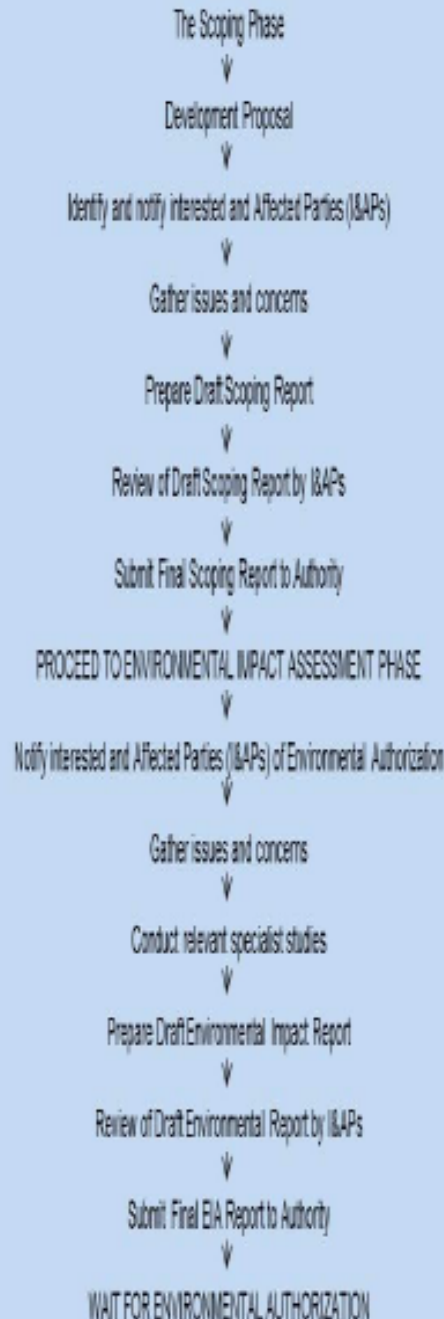 The Scoping Phase
Development Proposal
Identify and notify interested and Affected Parties (I&APs)
Gather issues and concerns
Prepare Draft Scoping Report
Review of Draft Scoping Report by I&APs
Submit Final Scoping Report to Authority
PROCEED TO ENVIRONMENTAL IMPACT ASSESSMENT PHASE
Notify interested and Affected Parties (I&APs) of Environmental Authorization
Gather issues and concerns
Conduct relevant specialist studies
Prepare Draft Environmental Impact Report
Review of Draft Environmental Report by I&APs
Submit Final EIA Report to Authority
WAIT FOR ENVIRONMENTAL AUTHORIZATION